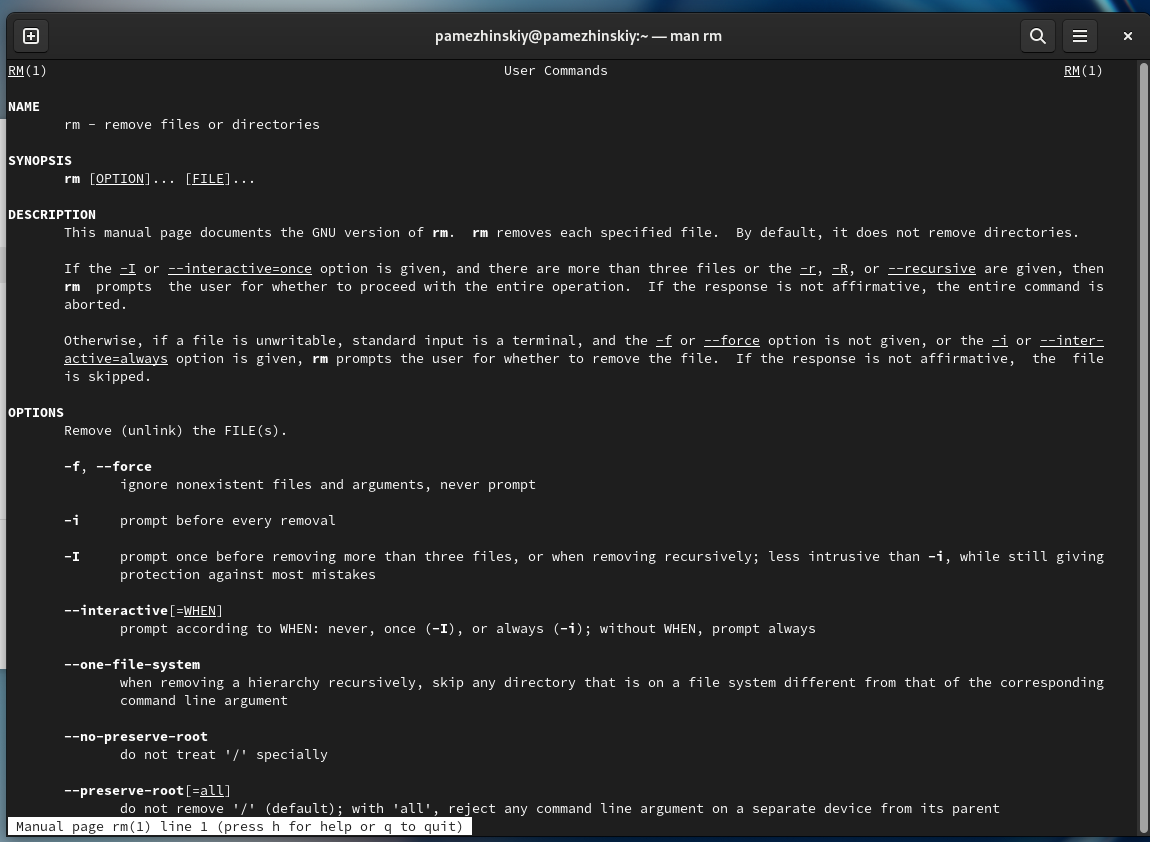 pamezhinskiy@pamezhinskiy:~ — man rm
RM(1) User Commands RM(1)
NAME
rm - remove files or directories
SYNOPSIS
rm [OPTION]... [FILE]...
DESCRIPTION
This manual page documents the GNU version of rm. rm removes each specified file. By default, it does not remove directories.
If the -I or --interactive=once option is given, and there are more than three files or the -r, -R, or --recursive are given, then
rm prompts the user for whether to proceed with the entire operation. If the response is not affirmative, the entire command is
aborted.
Otherwise, if a file is unwritable, standard input is a terminal, and the -f or --force option is not given, or the -i or --inter-
active=always option is given, rm prompts the user for whether to remove the file. If the response is not affirmative, the file
is skipped.
OPTIONS
Remove (unlink) the FILE(s).
-f, --force
ignore nonexistent files and arguments, never prompt
-i prompt before every removal
-I prompt once before removing more than three files, or when removing recursively; less intrusive than -i, while still giving
protection against most mistakes
--interactive[=WHEN]
prompt according to WHEN: never, once (-I), or always (-i); without WHEN, prompt always
--one-file-system
when removing a hierarchy recursively, skip any directory that is on a file system different from that of the corresponding
command line argument
--no-preserve-root
do not treat '/' specially
--preserve-root[=all]
do not remove '/' (default); with 'all', reject any command line argument on a separate device from its parent
Manual page rm(1) line 1 (press h for help or q to quit)